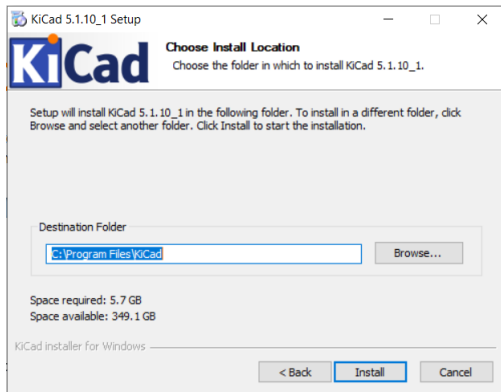 KiCad 5.1.10_1 Setup
KiCad
Choose Install Location
Choose the folder in which to install KiCad 5.1.10_1.
Setup will install KiCad 5.1.10_1 in the following folder. To install in a different folder, click
Browse and select another folder. Click Install to start the installation.
Destination Folder
C:\Program Files\KiCad
Browse...
Space required: 5.7 GB
Space available: 349.1 GB
KiCad installer for Windows
< Back
Install
Cancel